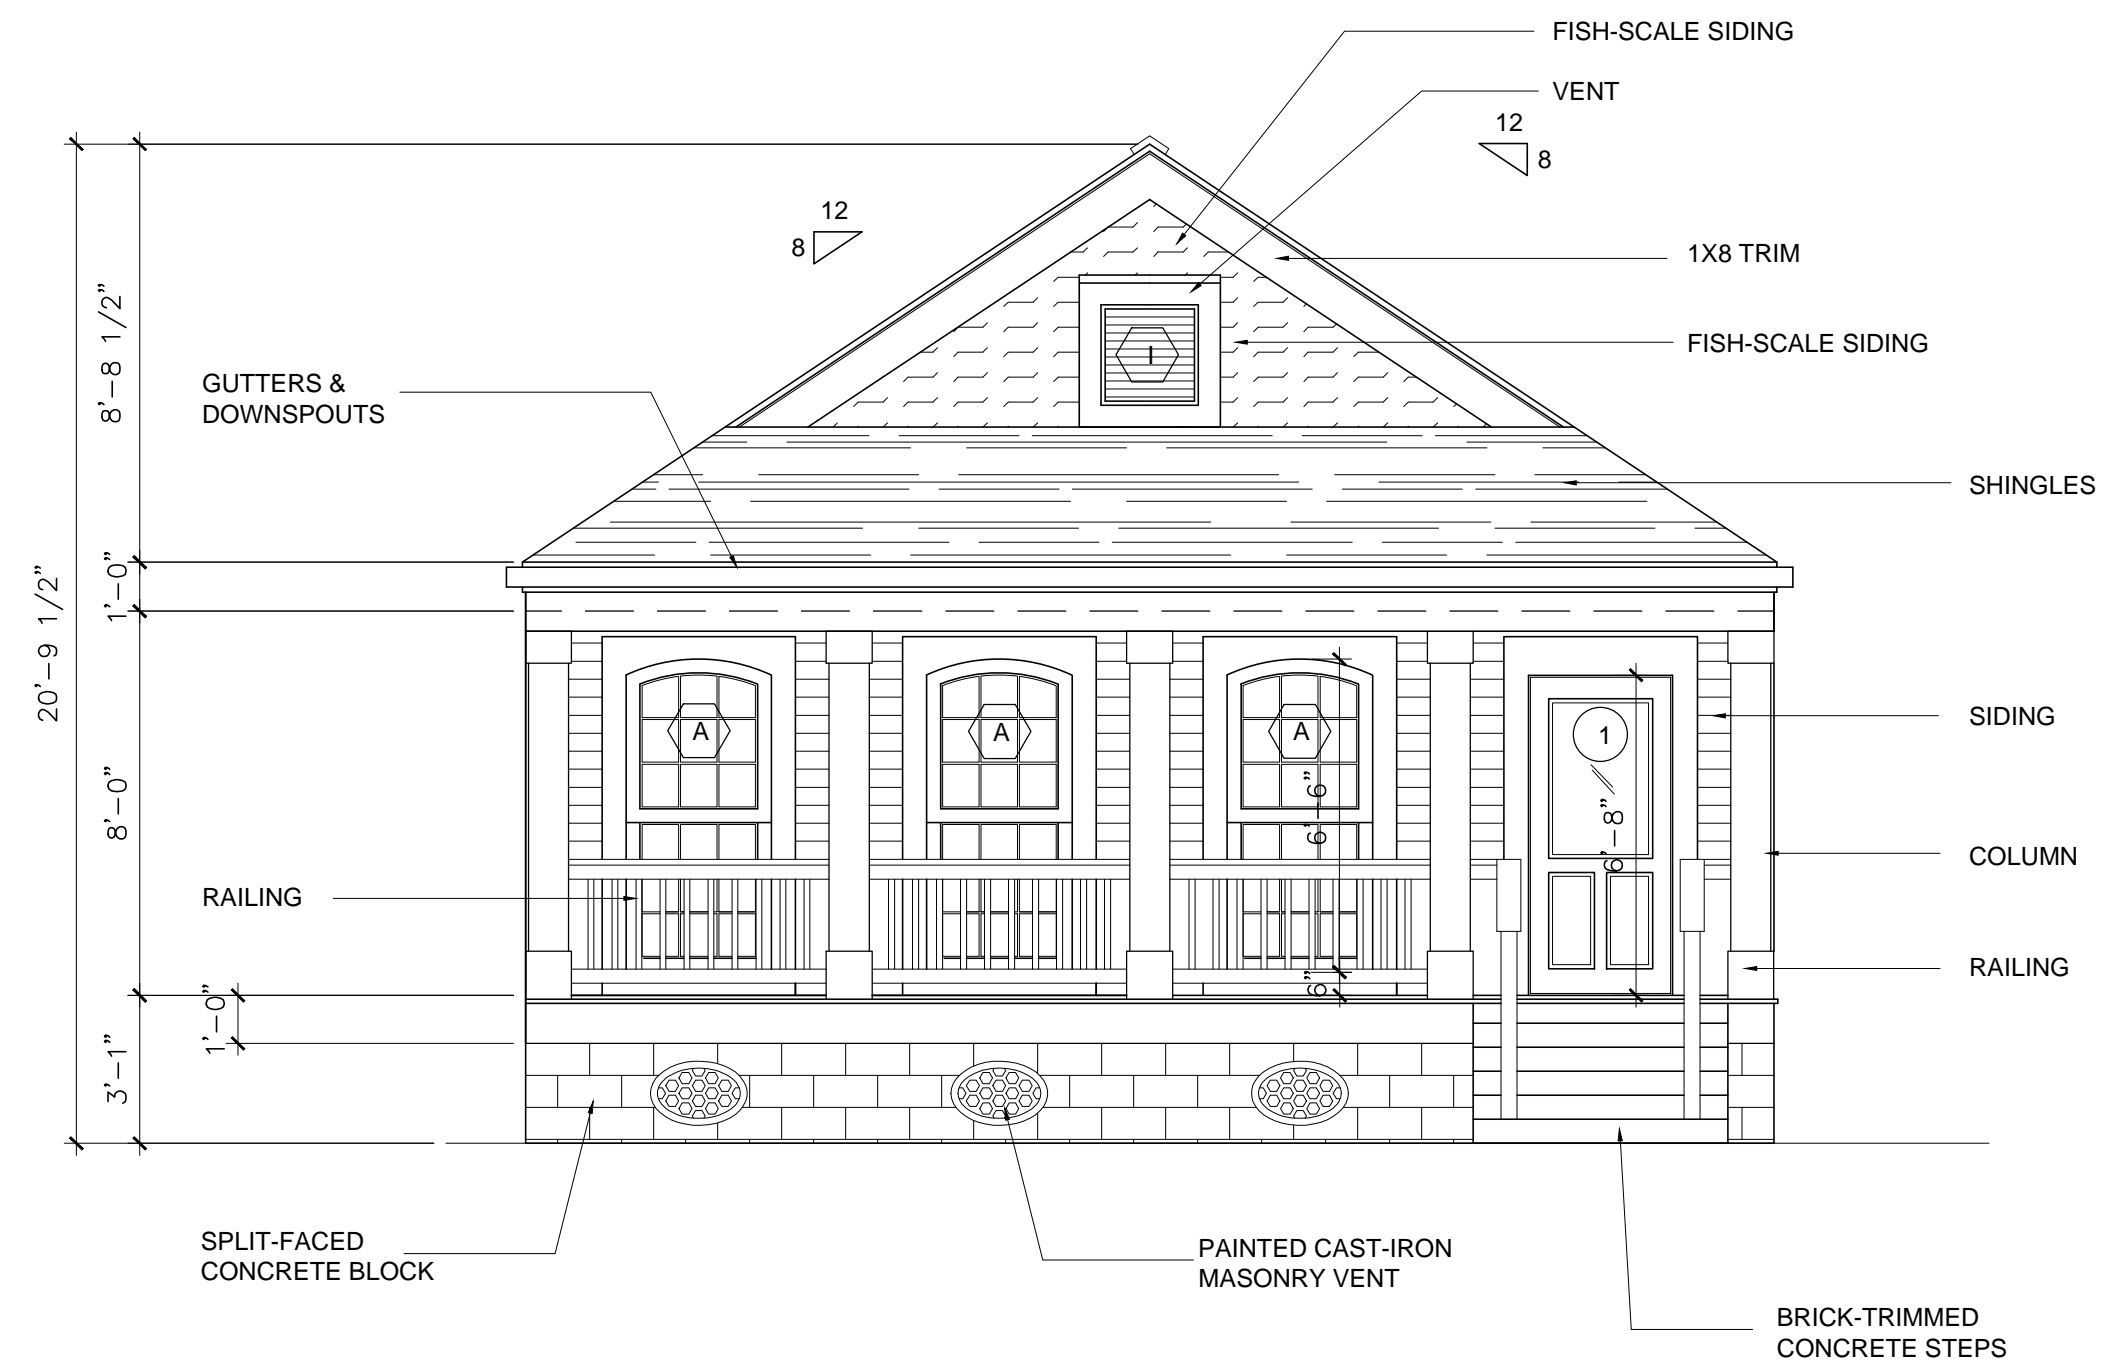 FISH-SCALE SIDING
VENT
12
8
12
8
1X8 TRIM
FISH-SCALE SIDING
I
GUTTERS &
DOWNSPOUTS
SHINGLES
8’-8 1/2”
1’-0”
20’-9 1/2”
8’-0”
A
A
A
1
SIDING
6’-6”
6’-8”
COLUMN
RAILING
RAILING
6”
1’-0”
3’-1”
SPLIT-FACED
CONCRETE BLOCK
PAINTED CAST-IRON
MASONRY VENT
BRICK-TRIMMED
CONCRETE STEPS